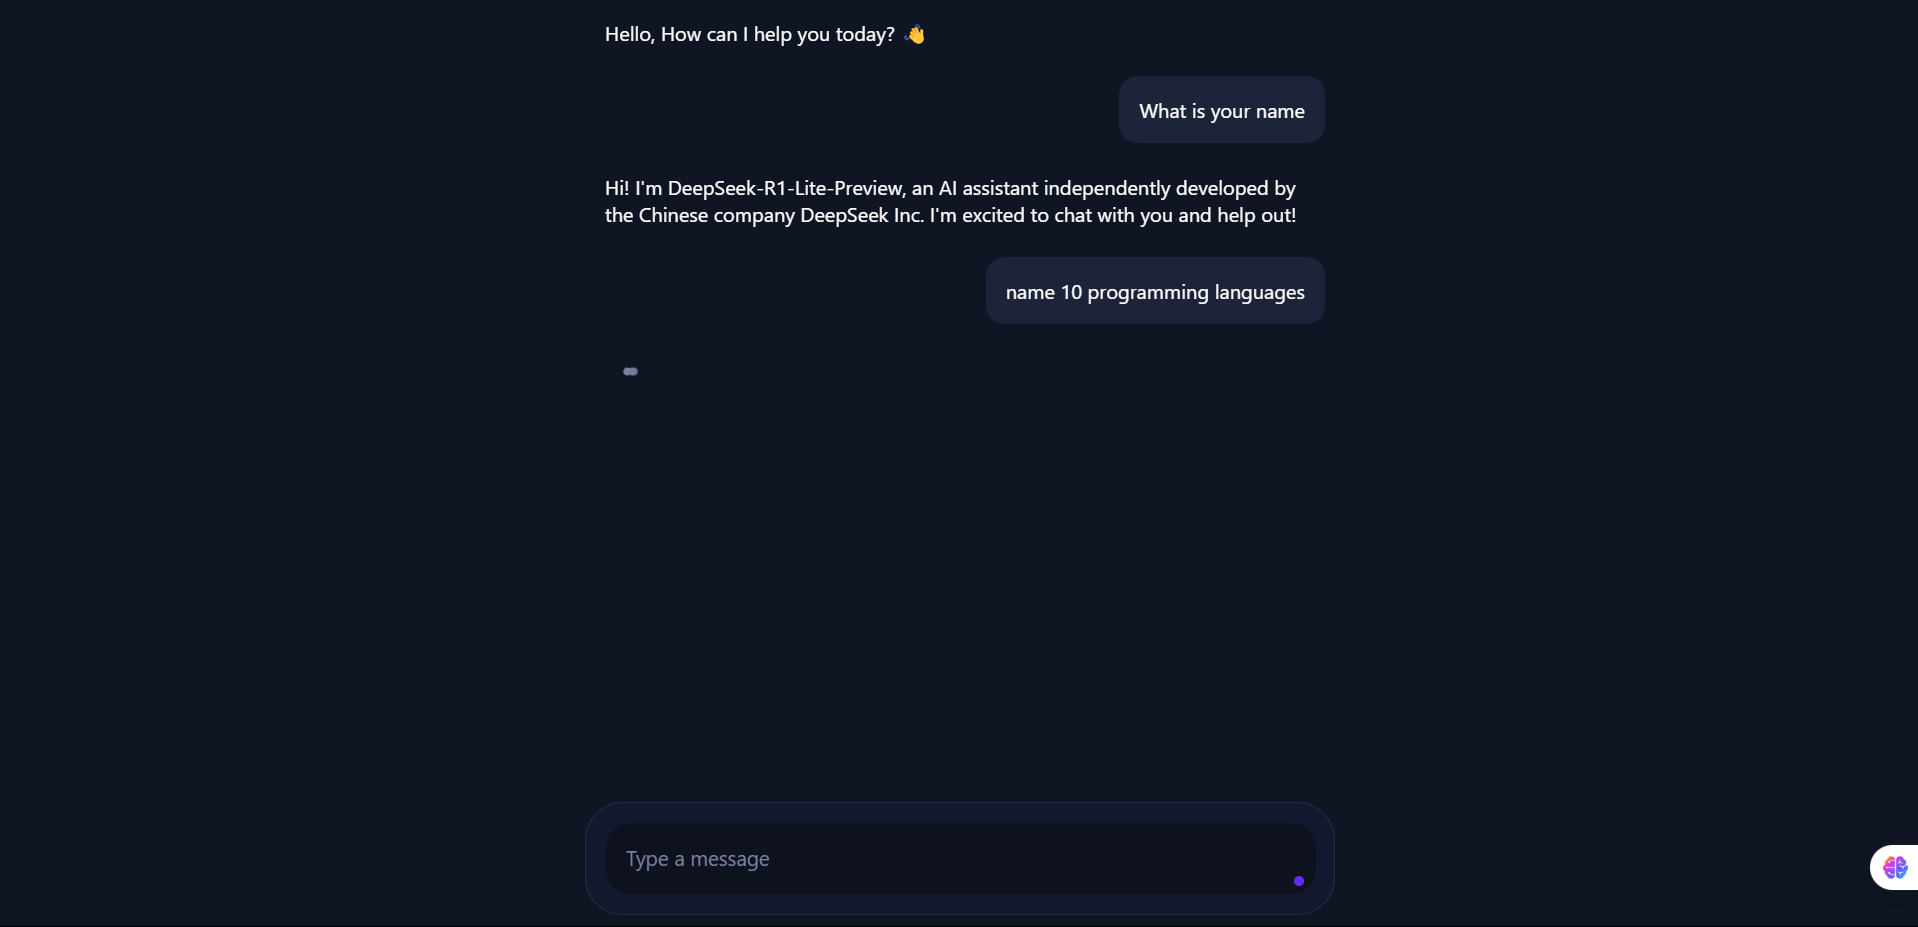 Hello, How can I help you today? 👋
What is your name
Hi! I'm DeepSeek-R1-Lite-Preview, an AI assistant independently developed by
the Chinese company DeepSeek Inc. I'm excited to chat with you and help out!
name 10 programming languages
Type a message